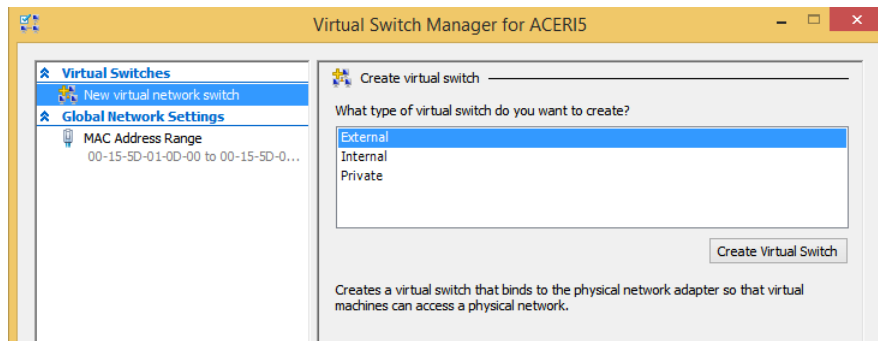 Virtual Switch Manager for ACERI5
Virtual Switches
New virtual network switch
Global Network Settings
MAC Address Range
00-15-5D-01-0D-00 to 00-15-5D-0...
Create virtual switch
What type of virtual switch do you want to create?
External
Internal
Private
Create Virtual Switch
Creates a virtual switch that binds to the physical network adapter so that virtual
machines can access a physical network.